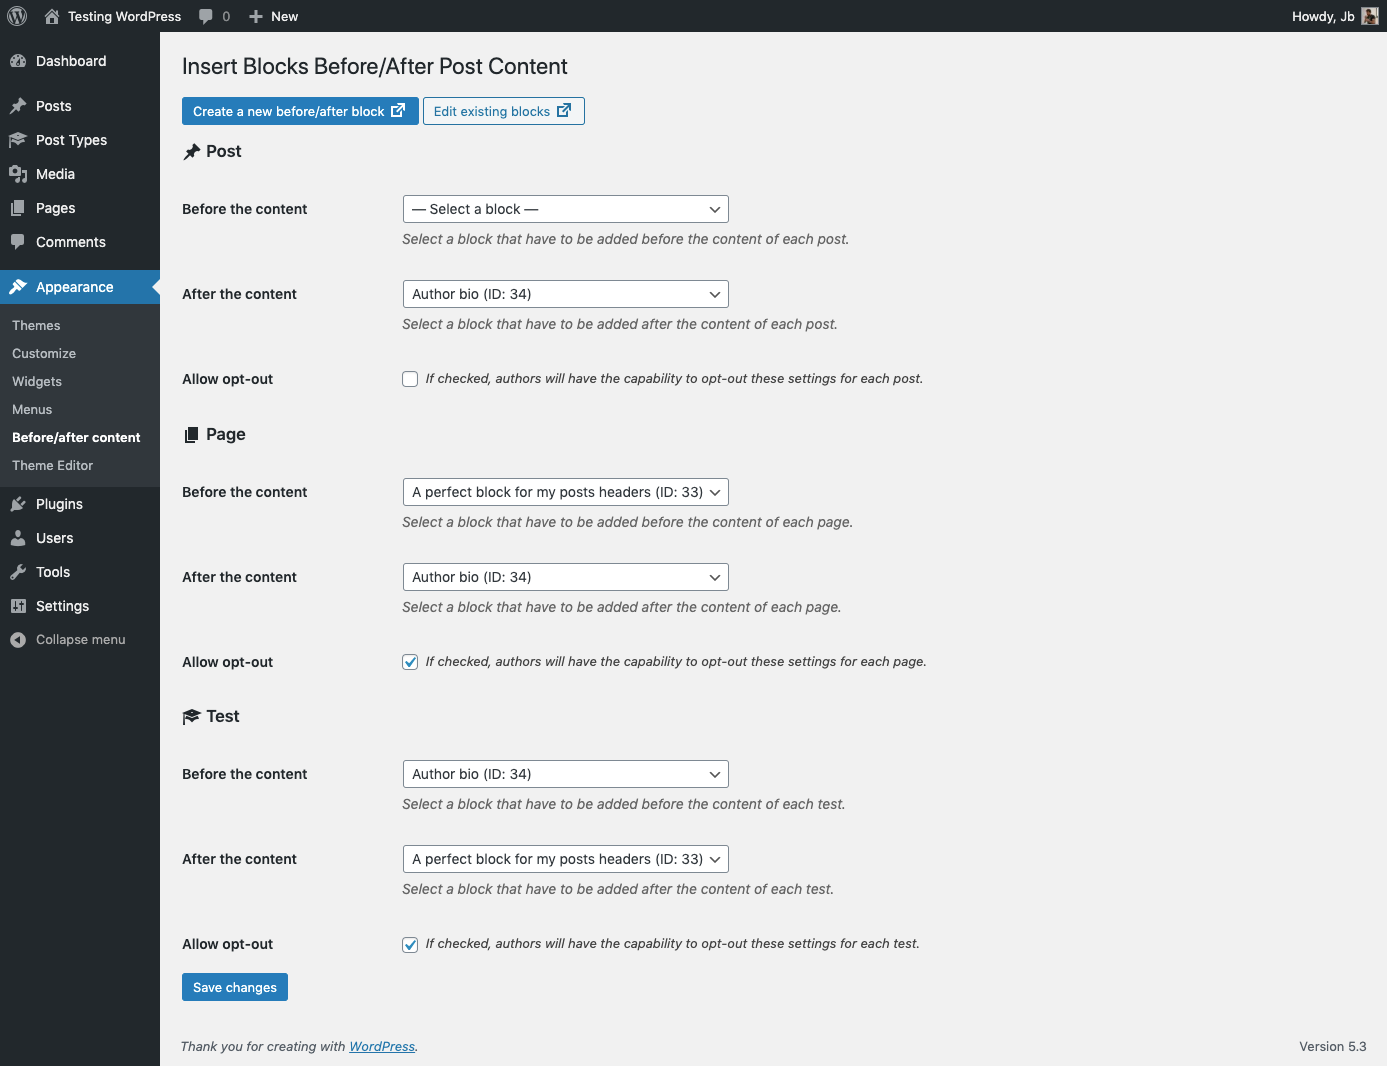 Testing WordPress 0 New Howdy, Jb
Dashboard
Posts
Post Types
Media
Pages
Comments
Appearance
Themes
Customize
Widgets
Menus
Before/after content
Theme Editor
Plugins
Users
Tools
Settings
Collapse menu
Insert Blocks Before/After Post Content
Create a new before/after block Edit existing blocks
Post
Before the content — Select a block —
Select a block that have to be added before the content of each post.
After the content Author bio (ID: 34)
Select a block that have to be added after the content of each post.
Allow opt-out If checked, authors will have the capability to opt-out these settings for each post.
Page
Before the content A perfect block for my posts headers (ID: 33)
Select a block that have to be added before the content of each page.
After the content Author bio (ID: 34)
Select a block that have to be added after the content of each page.
Allow opt-out If checked, authors will have the capability to opt-out these settings for each page.
Test
Before the content Author bio (ID: 34)
Select a block that have to be added before the content of each test.
After the content A perfect block for my posts headers (ID: 33)
Select a block that have to be added after the content of each test.
Allow opt-out If checked, authors will have the capability to opt-out these settings for each test.
Save changes
Thank you for creating with WordPress. Version 5.3